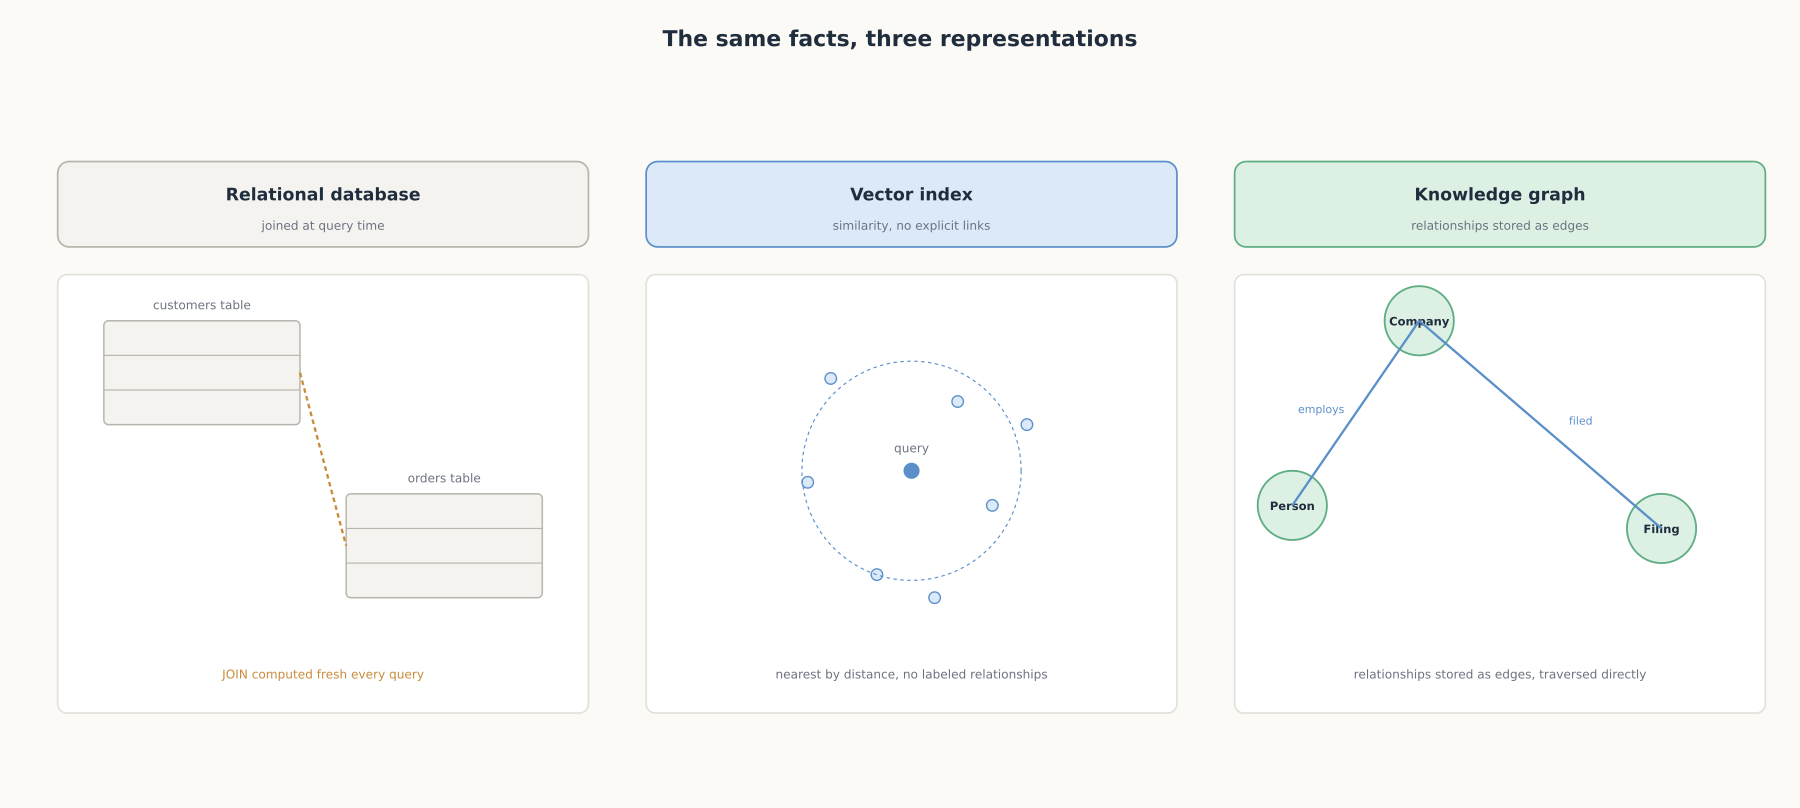 The same facts, three representations
Relational database
joined at query time
customers table
orders table
JOIN computed fresh every query
Vector index
similarity, no explicit links
query
nearest by distance, no labeled relationships
Knowledge graph
relationships stored as edges
Company
employs
filed
Person
Filing
relationships stored as edges, traversed directly